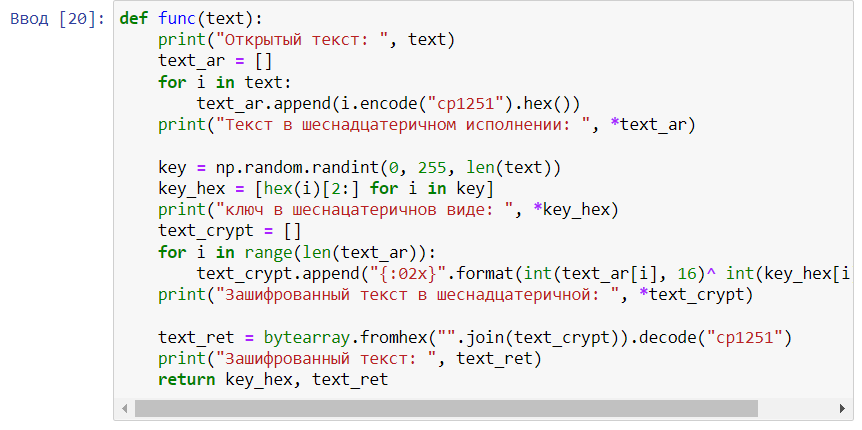 Ввод [20]: def func(text):
    print("Открытый текст: ", text)
    text_ar = []
    for i in text:
        text_ar.append(i.encode("cp1251").hex())
    print("Текст в шеснадцатеричном исполнении: ", *text_ar)

    key = np.random.randint(0, 255, len(text))
    key_hex = [hex(i)[2:] for i in key]
    print("ключ в шеснацатеричнов виде: ", *key_hex)
    text_crypt = []
    for i in range(len(text_ar)):
        text_crypt.append("{:02x}".format(int(text_ar[i], 16)^ int(key_hex[i
    print("Зашифрованный текст в шеснадцатеричной: ", *text_crypt)

    text_ret = bytearray.fromhex("".join(text_crypt)).decode("cp1251")
    print("Зашифрованный текст: ", text_ret)
    return key_hex, text_ret